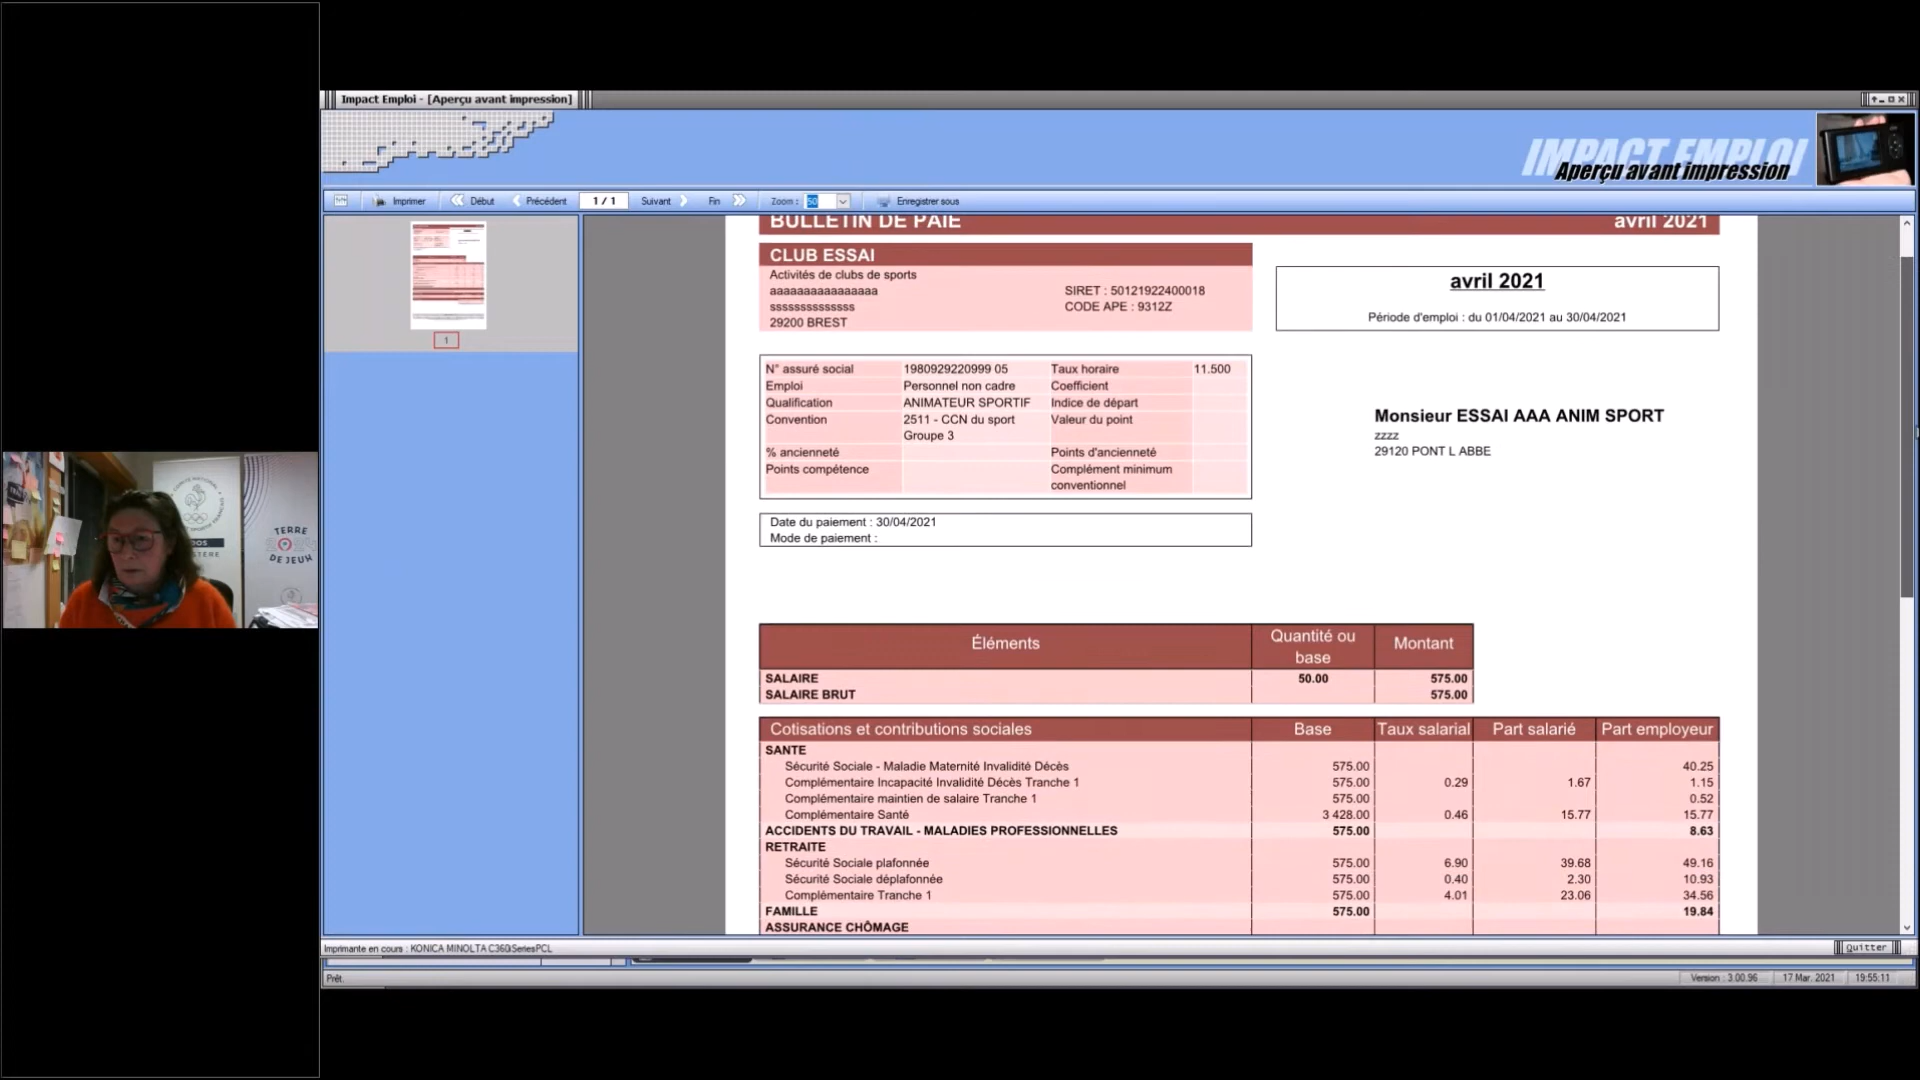 Impact Emploi - [Aperçu avant impression]
IMPACT EMPLOI
Aperçu avant impression
Imprimer Début Précédent 1 / 1 Suivant Fin Zoom : 50 Enregistrer sous
1
BULLETIN DE PAIE avril 2021
CLUB ESSAI
Activités de clubs de sports
aaaaaaaaaaaaaaaa SIRET : 50121922400018
ssssssssssssss CODE APE : 9312Z
29200 BREST
avril 2021
Période d'emploi : du 01/04/2021 au 30/04/2021
N° assuré social 1980929220999 05 Taux horaire 11.500
Emploi Personnel non cadre Coefficient
Qualification ANIMATEUR SPORTIF Indice de départ
Convention 2511 - CCN du sport Valeur du point
Groupe 3
% ancienneté Points d'ancienneté
Points compétence Complément minimum
conventionnel
Monsieur ESSAI AAA ANIM SPORT
zzzz
29120 PONT L ABBE
Date du paiement : 30/04/2021
Mode de paiement :
Éléments Quantité ou base Montant
SALAIRE 50.00 575.00
SALAIRE BRUT 575.00
Cotisations et contributions sociales Base Taux salarial Part salarié Part employeur
SANTE
Sécurité Sociale - Maladie Maternité Invalidité Décès 575.00 40.25
Complémentaire Incapacité Invalidité Décès Tranche 1 575.00 0.29 1.67 1.15
Complémentaire maintien de salaire Tranche 1 575.00 0.52
Complémentaire Santé 3 428.00 0.46 15.77 15.77
ACCIDENTS DU TRAVAIL - MALADIES PROFESSIONNELLES 575.00 8.63
RETRAITE
Sécurité Sociale plafonnée 575.00 6.90 39.68 49.16
Sécurité Sociale déplafonnée 575.00 0.40 2.30 10.93
Complémentaire Tranche 1 575.00 4.01 23.06 34.56
FAMILLE 575.00 19.84
ASSURANCE CHÔMAGE
Imprimante en cours : KONICA MINOLTA C360iSeriesPCL
Quitter
Prêt.
Version : 3.00.96 17 Mar. 2021 19:55:11
TERRE
DE JEUX